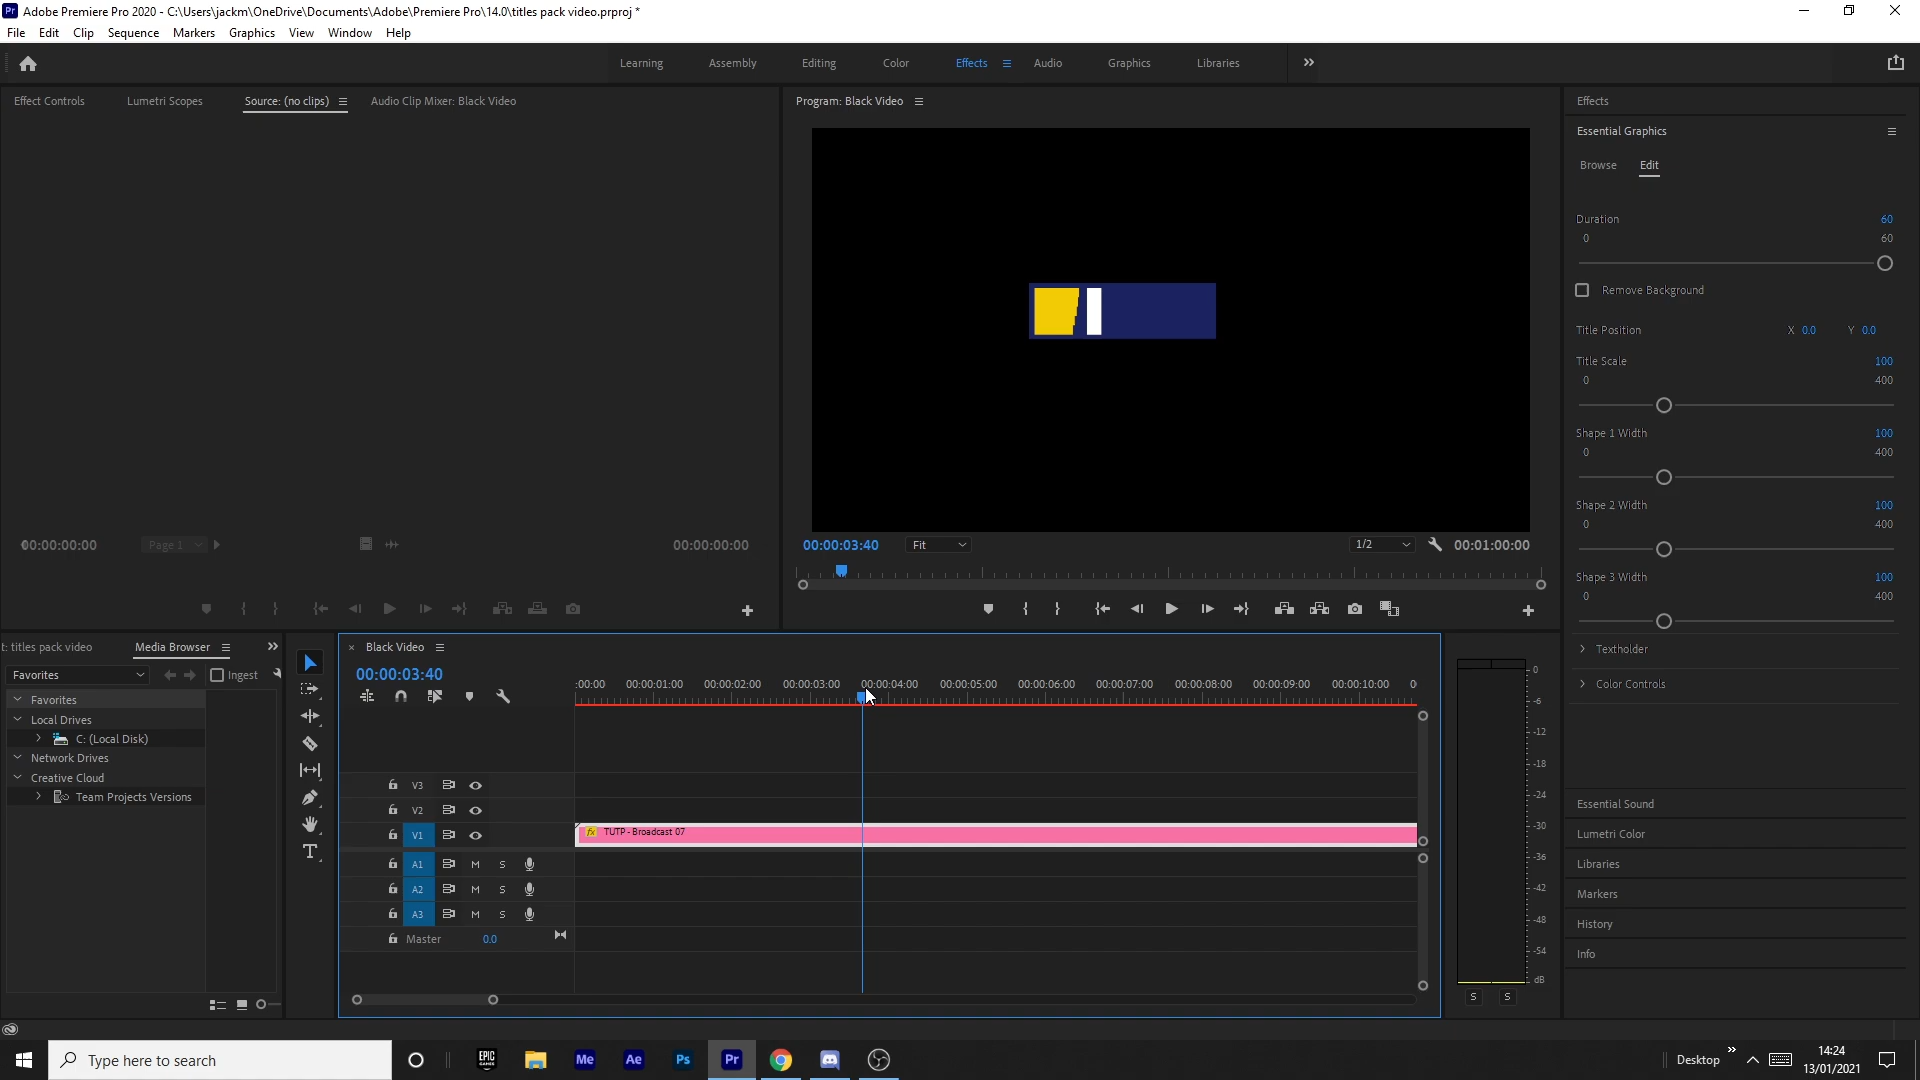 Pr Adobe Premiere Pro 2020 - C:\Users\jackm\OneDrive\Documents\Adobe\Premiere Pro\14.0\titles pack video.prproj *
File Edit Clip Sequence Markers Graphics View Window Help
Learning Assembly Editing Color Effects Audio Graphics Libraries
Effect Controls Lumetri Scopes Source: (no clips) Audio Clip Mixer: Black Video
Program: Black Video
Effects
Essential Graphics
Browse Edit
Duration 60
0 60
Remove Background
Title Position X 0.0 Y 0.0
Title Scale 100
0 400
Shape 1 Width 100
0 400
Shape 2 Width 100
0 400
Shape 3 Width 100
0 400
Textholder
Color Controls
Essential Sound
Lumetri Color
Libraries
Markers
History
Info
00:00:00:00 Page 1 00:00:00:00
00:00:03:40 Fit 1/2 00:01:00:00
t: titles pack video Media Browser
Favorites Ingest
Favorites
Local Drives
C: (Local Disk)
Network Drives
Creative Cloud
Team Projects Versions
Black Video
00:00:03:40
:00:00 00:00:01:00 00:00:02:00 00:00:03:00 00:00:04:00 00:00:05:00 00:00:06:00 00:00:07:00 00:00:08:00 00:00:09:00 00:00:10:00 0
V3
V2
V1 fx TUTP - Broadcast 07
A1 M S
A2 M S
A3 M S
Master 0.0
0
-6
-12
-18
-24
-30
-36
-42
-48
-54
dB
S S
Type here to search
EPIC GAMES Me Ae Ps Pr
Desktop
14:24
13/01/2021